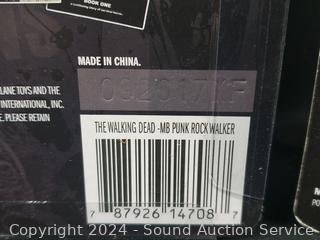 BOOK ONE
MADE IN CHINA.
LANE TOYS AND THE
INTERNATIONAL, INC.
E. PLEASE RETAIN
THE WALKING DEAD -MB PUNK ROCK WALKER
7 87926 14708 7
Copyright 2024 - Sound Auction Service